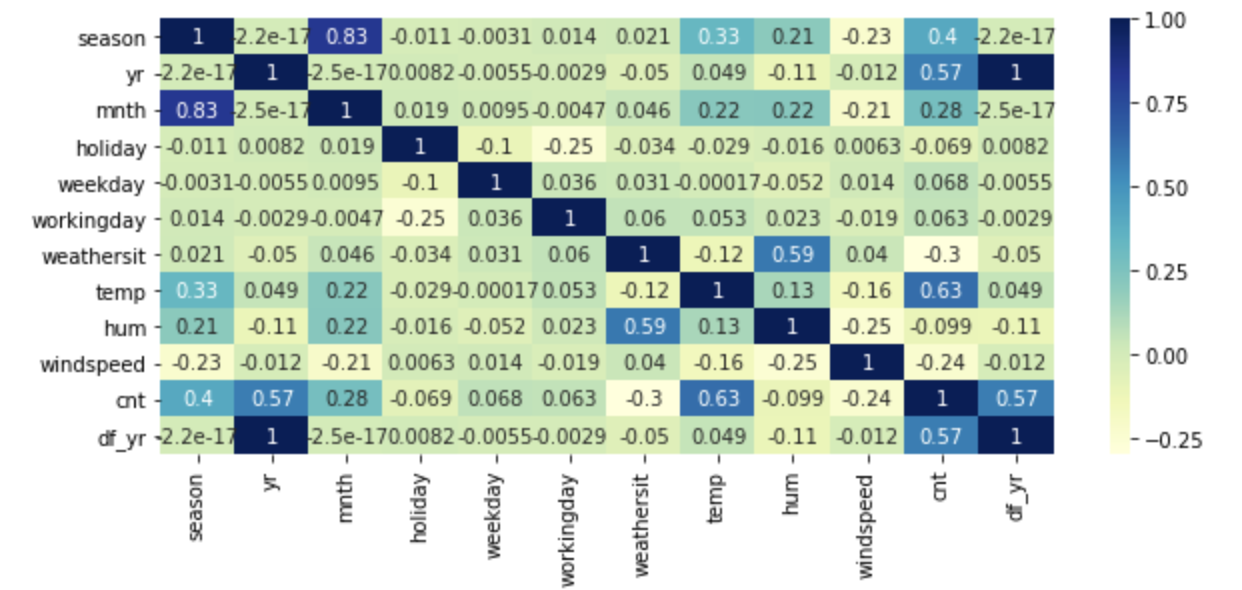 season 1 -2.2e-17 0.83 -0.011 -0.0031 0.014 0.021 0.33 0.21 -0.23 0.4 -2.2e-17
yr -2.2e-17 1 -2.5e-17 0.0082 -0.0055 -0.0029 -0.05 0.049 -0.11 -0.012 0.57 1
mnth 0.83 -2.5e-17 1 0.019 0.0095 -0.0047 0.046 0.22 0.22 -0.21 0.28 -2.5e-17
holiday -0.011 0.0082 0.019 1 -0.1 -0.25 -0.034 -0.029 -0.016 0.0063 -0.069 0.0082
weekday -0.0031 -0.0055 0.0095 -0.1 1 0.036 0.031 -0.00017 -0.052 0.014 0.068 -0.0055
workingday 0.014 -0.0029 -0.0047 -0.25 0.036 1 0.06 0.053 0.023 -0.019 0.063 -0.0029
weathersit 0.021 -0.05 0.046 -0.034 0.031 0.06 1 -0.12 0.59 0.04 -0.3 -0.05
temp 0.33 0.049 0.22 -0.029 -0.00017 0.053 -0.12 1 0.13 -0.16 0.63 0.049
hum 0.21 -0.11 0.22 -0.016 -0.052 0.023 0.59 0.13 1 -0.25 -0.099 -0.11
windspeed -0.23 -0.012 -0.21 0.0063 0.014 -0.019 0.04 -0.16 -0.25 1 -0.24 -0.012
cnt 0.4 0.57 0.28 -0.069 0.068 0.063 -0.3 0.63 -0.099 -0.24 1 0.57
df_yr -2.2e-17 1 -2.5e-17 0.0082 -0.0055 -0.0029 -0.05 0.049 -0.11 -0.012 0.57 1
season yr mnth holiday weekday workingday weathersit temp hum windspeed cnt df_yr
1.00
0.75
0.50
0.25
0.00
−0.25